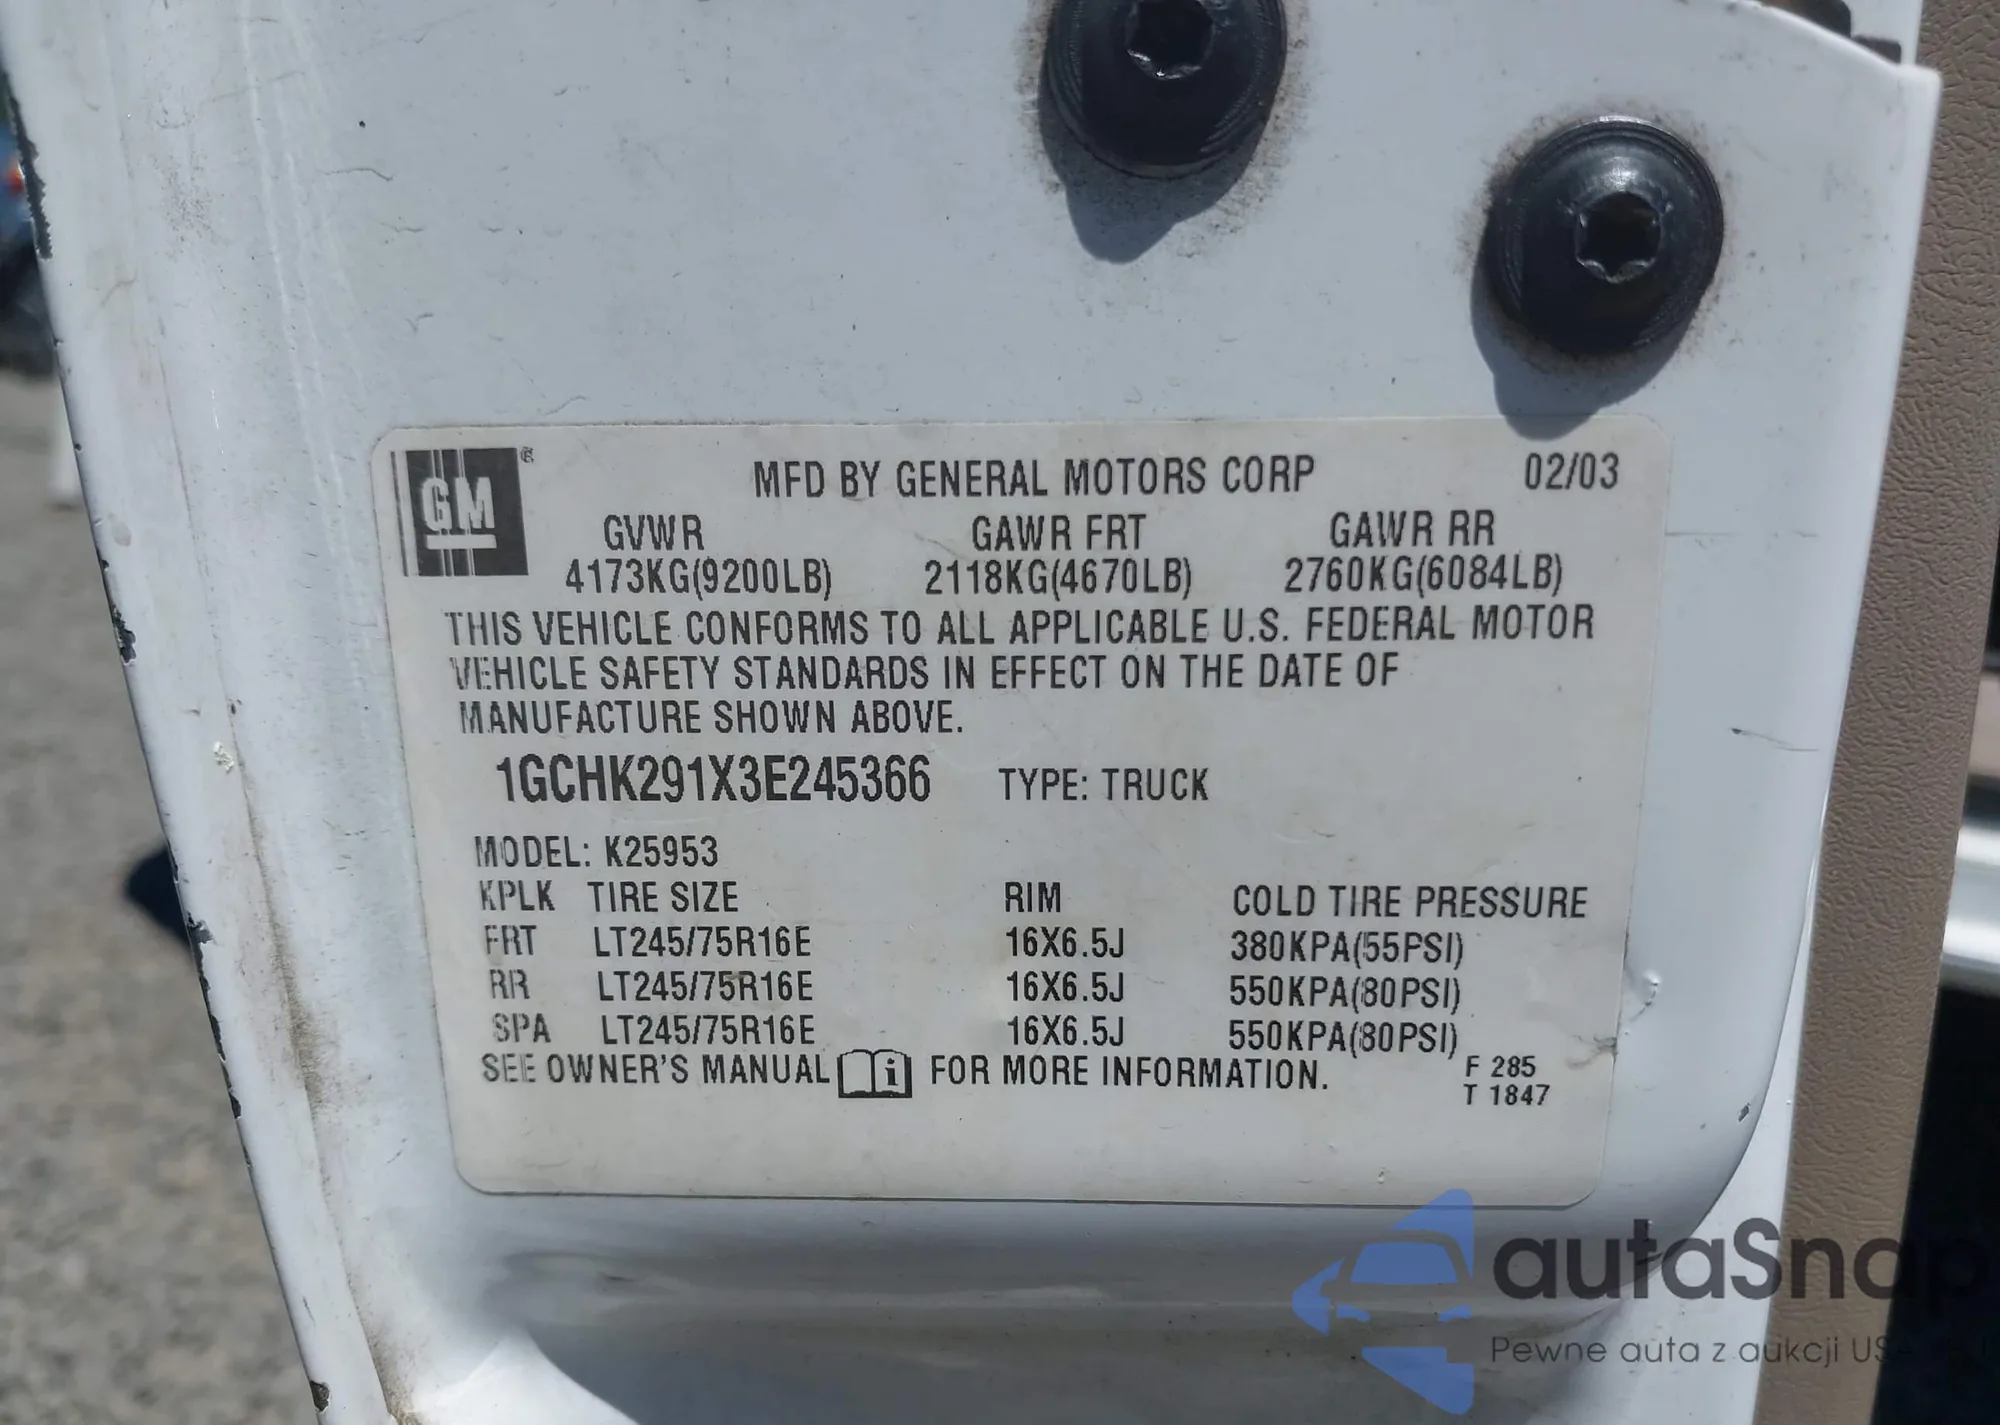 GM
MFD BY GENERAL MOTORS CORP 02/03
GVWR GAWR FRT GAWR RR
4173KG(9200LB) 2118KG(4670LB) 2760KG(6084LB)
THIS VEHICLE CONFORMS TO ALL APPLICABLE U.S. FEDERAL MOTOR
VEHICLE SAFETY STANDARDS IN EFFECT ON THE DATE OF
MANUFACTURE SHOWN ABOVE.
1GCHK291X3E245366 TYPE: TRUCK
MODEL: K25953
KPLK TIRE SIZE RIM COLD TIRE PRESSURE
FRT LT245/75R16E 16X6.5J 380KPA(55PSI)
RR LT245/75R16E 16X6.5J 550KPA(80PSI)
SPA LT245/75R16E 16X6.5J 550KPA(80PSI)
SEE OWNER'S MANUAL i FOR MORE INFORMATION.
F 285
T 1847
autaSnap
Pewne auta z aukcji